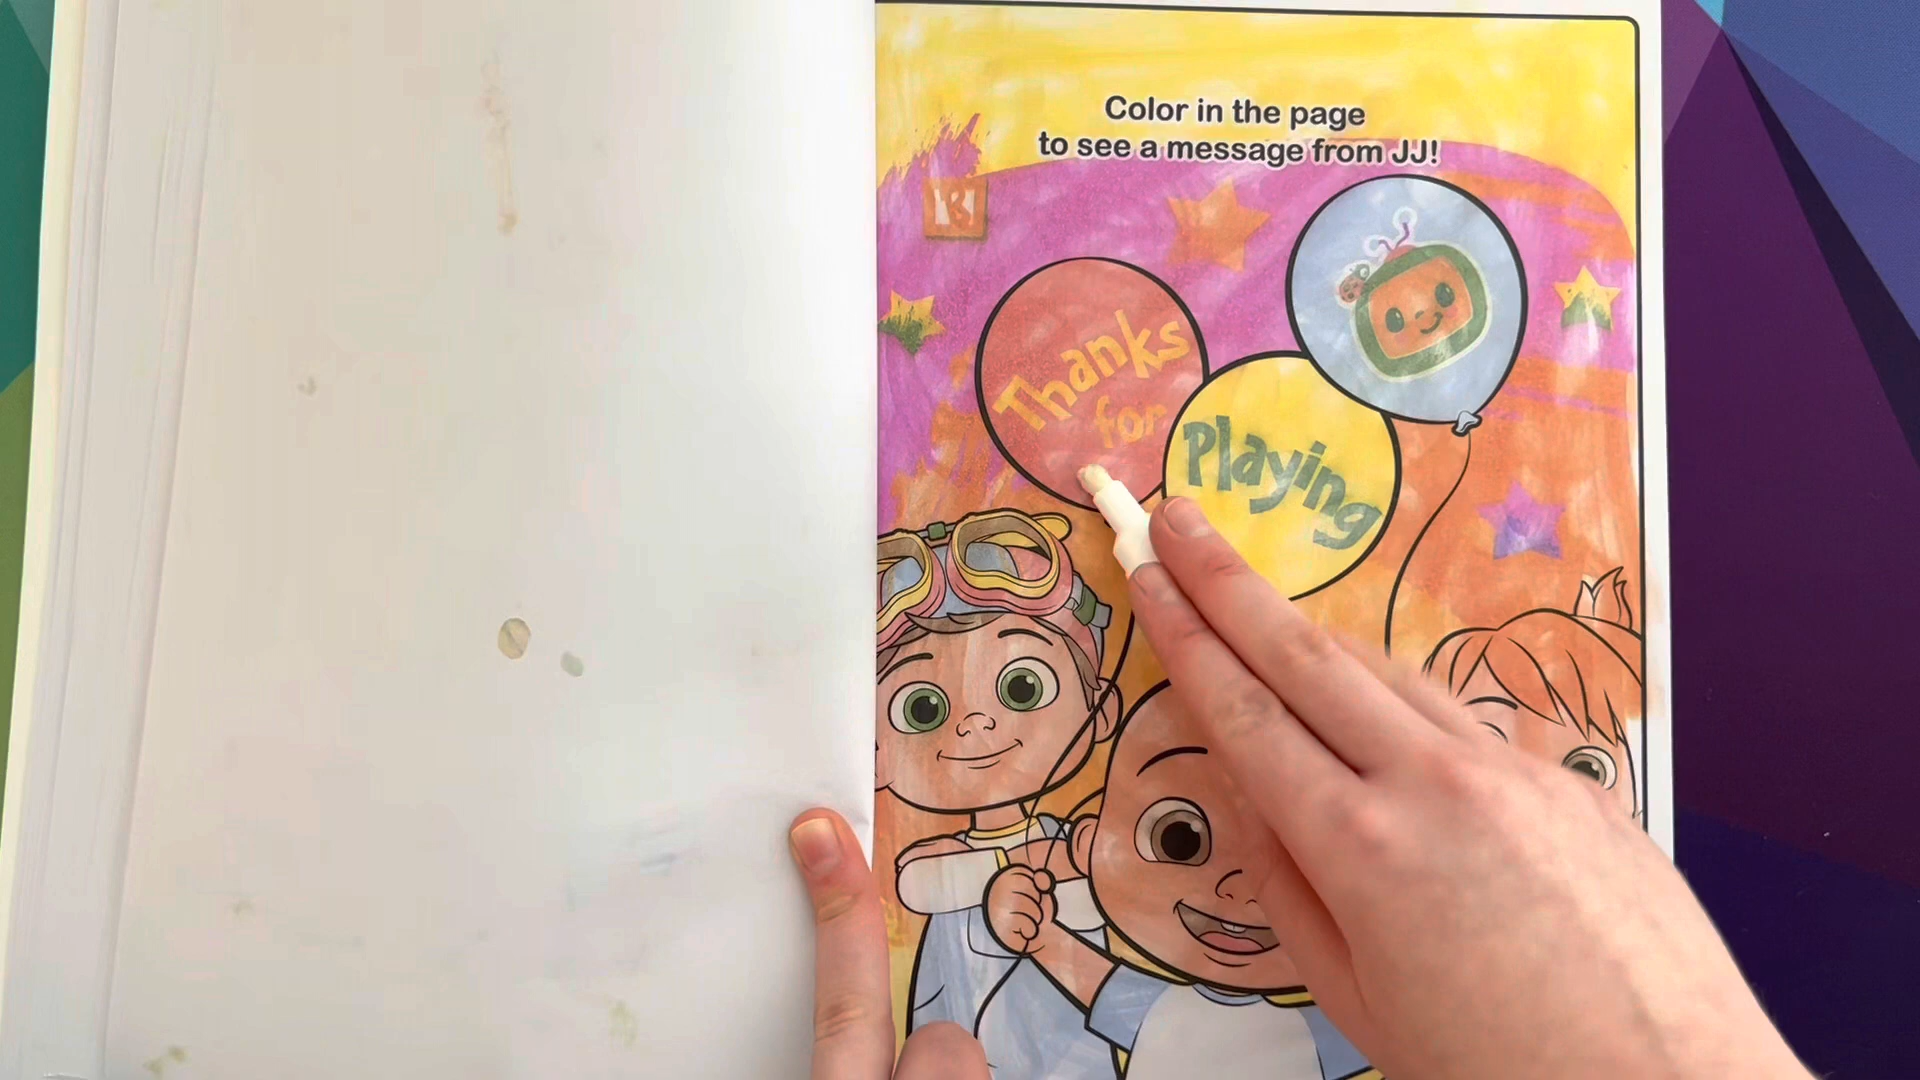 Color in the page
to see a message from JJ!
Thanks
for
Playing